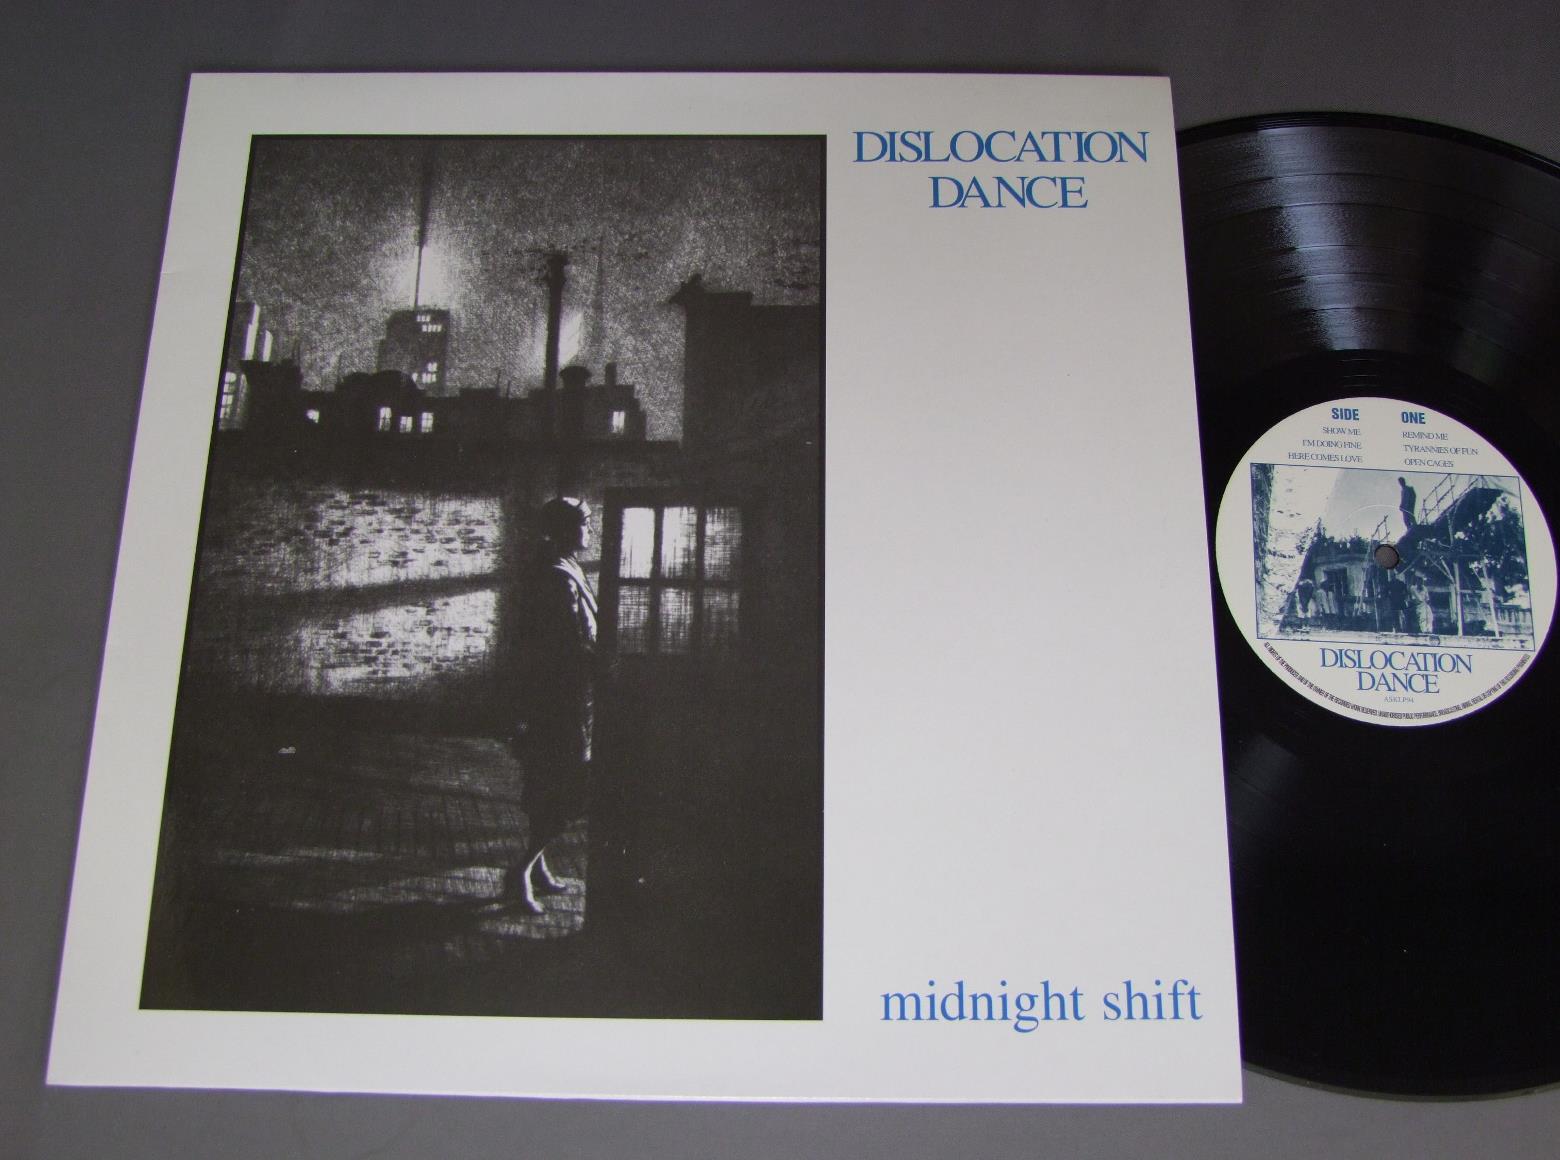 DISLOCATION
DANCE
midnight shift
SIDE ONE
SHOW ME
I'M DOING FINE
HERE COMES LOVE
REMIND ME
TYRANNIES OF FUN
OPEN CAGES
DISLOCATION
DANCE
ASKLP94